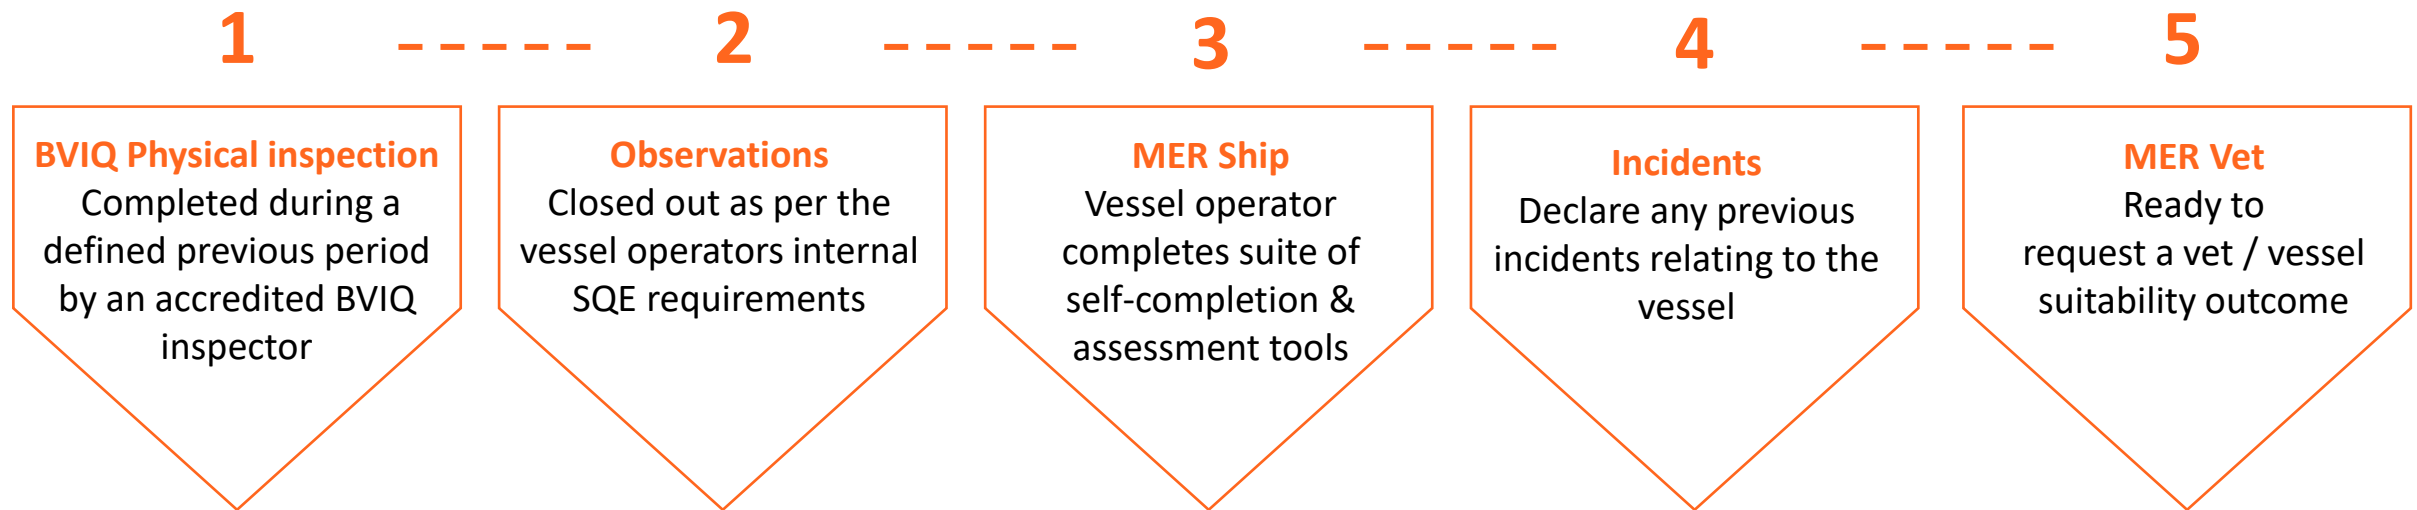 1
2
3
4
5
BVIQ Physical inspection
Completed during a
defined previous period
by an accredited BVIQ
inspector
Observations
Closed out as per the
vessel operators internal
SQE requirements
MER Ship
Vessel operator
completes suite of
self-completion &
assessment tools
Incidents
Declare any previous
incidents relating to the
vessel
MER Vet
Ready to
request a vet / vessel
suitability outcome